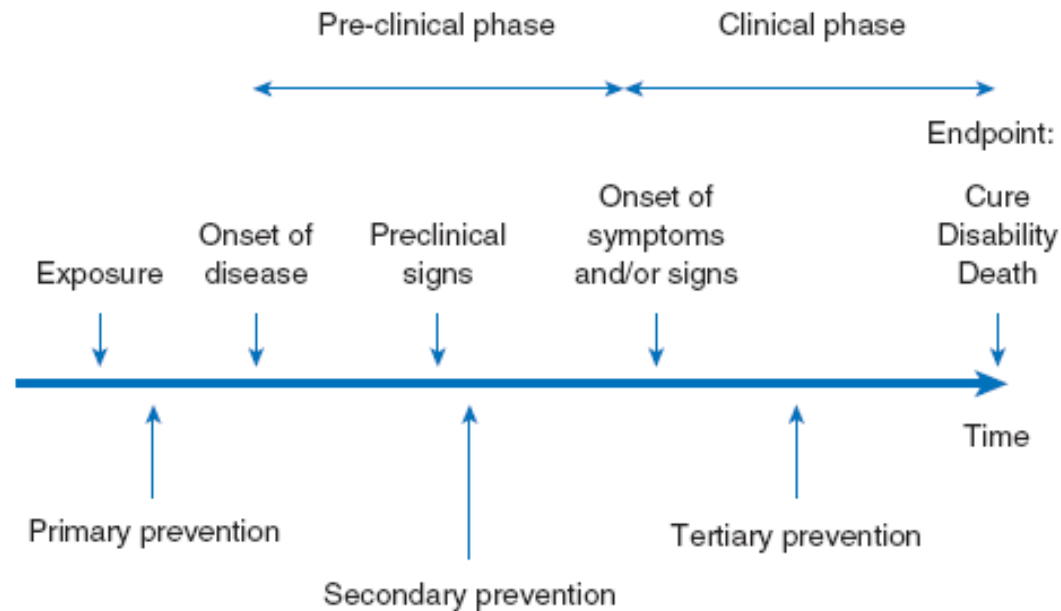 Pre-clinical phase
Clinical phase
Endpoint:
Exposure
Onset of
disease
Preclinical
signs
Onset of
symptoms
and/or signs
Cure
Disability
Death
Time
Primary prevention
Secondary prevention
Tertiary prevention